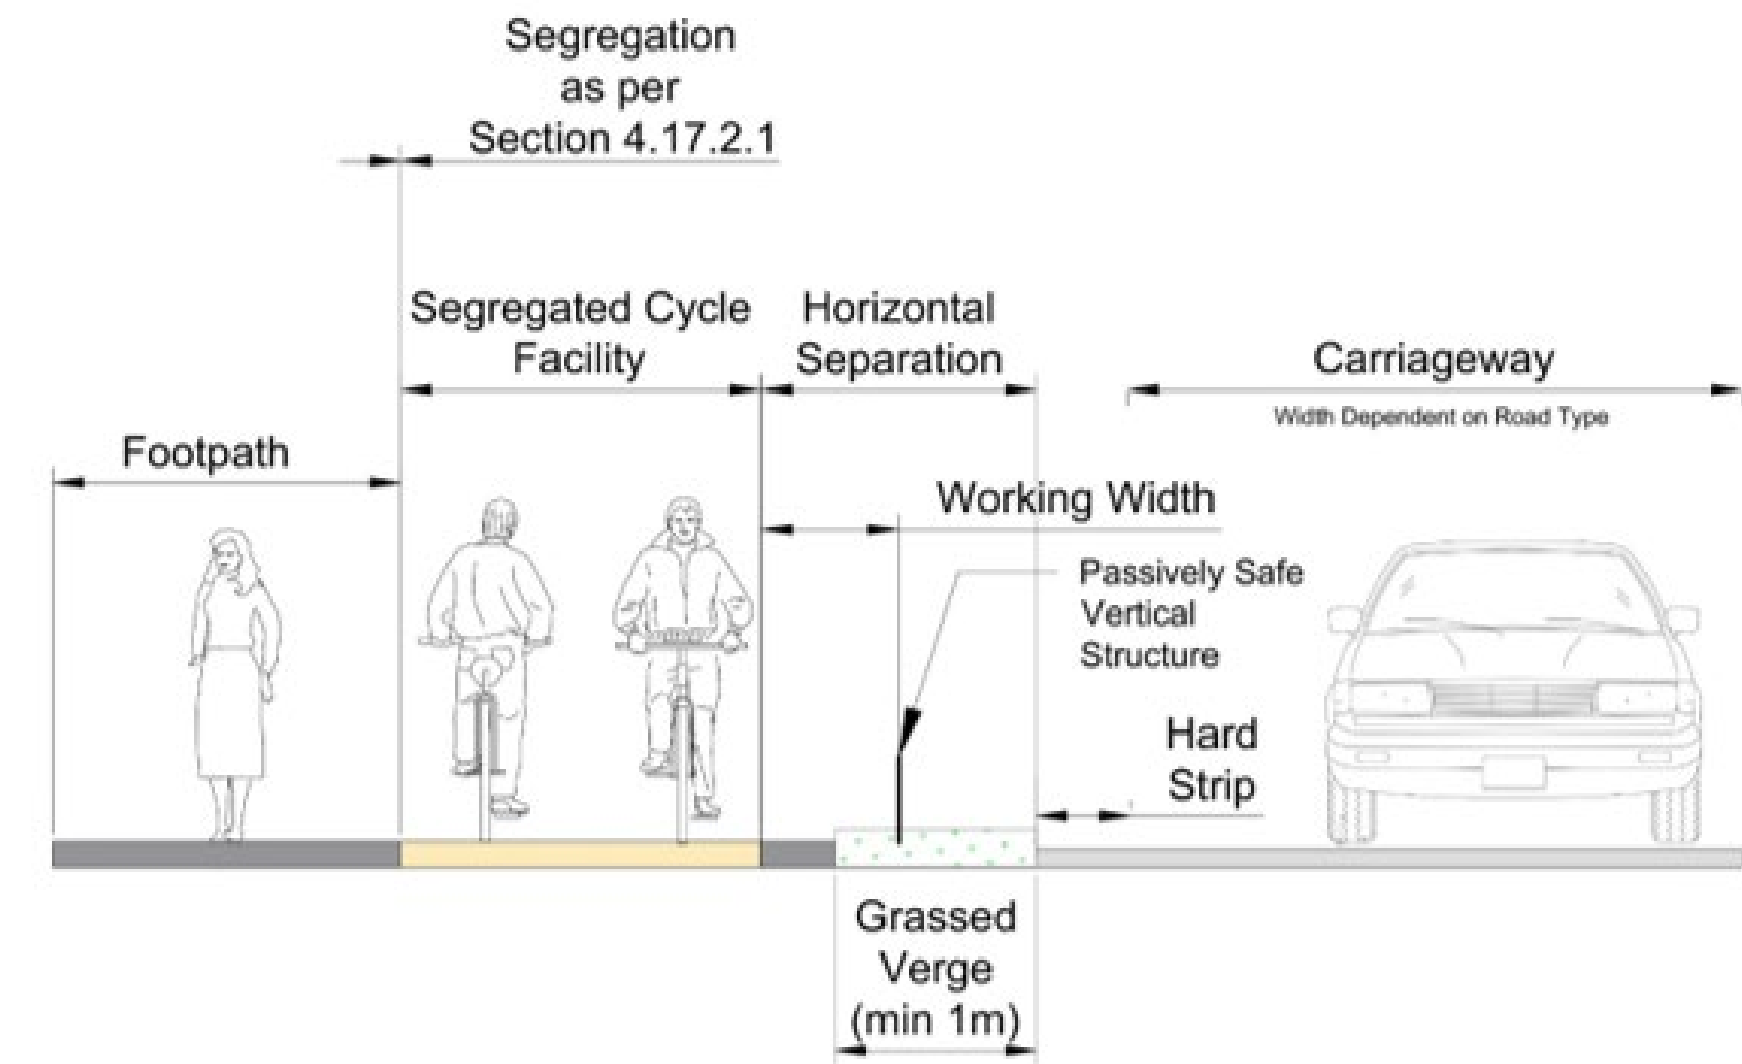 Segregation
as per
Section 4.17.2.1
Segregated Cycle
Facility
Horizontal
Separation
Carriageway
Width Dependent on Road Type
Footpath
Working Width
Passively Safe
Vertical
Structure
Hard
Strip
Grassed
Verge
(min 1m)